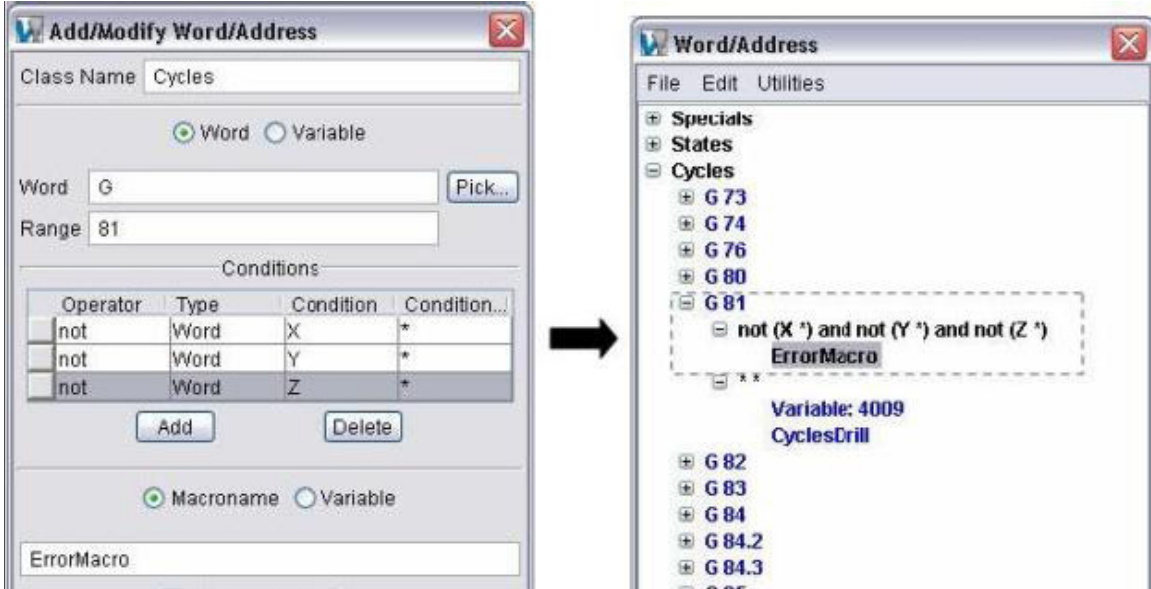 Add/Modify Word/Address
Class Name Cycles
Word Variable
Word G Pick...
Range 81
Conditions
Operator Type Condition Condition...
not Word X *
not Word Y *
not Word Z *
Add Delete
Macroname Variable
ErrorMacro
Word/Address
File Edit Utilities
Specials
States
Cycles
G 73
G 74
G 76
G 80
G 81
not (X *) and not (Y *) and not (Z *)
ErrorMacro
* *
Variable: 4009
CyclesDrill
G 82
G 83
G 84
G 84.2
G 84.3